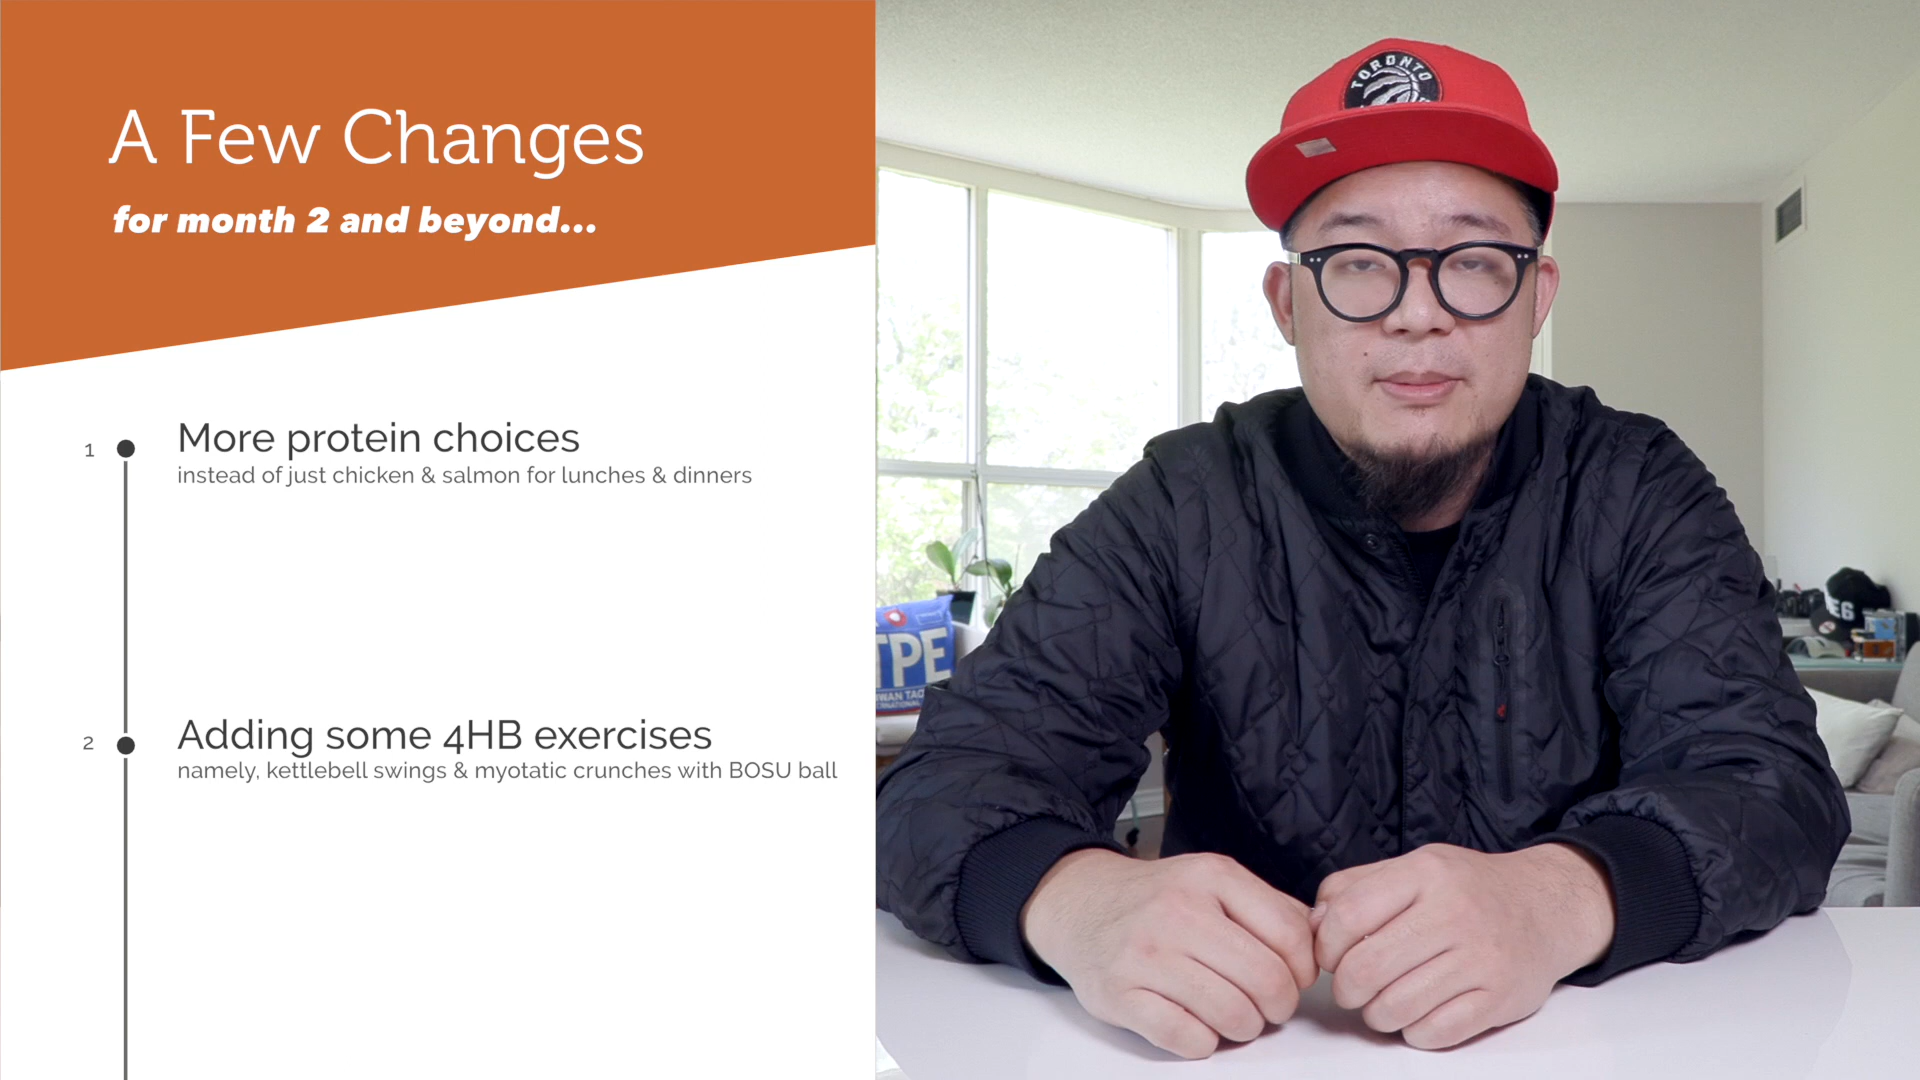 A Few Changes
for month 2 and beyond...
1
More protein choices
instead of just chicken & salmon for lunches & dinners
2
Adding some 4HB exercises
namely, kettlebell swings & myotatic crunches with BOSU ball
TORONTO
TPE
E6